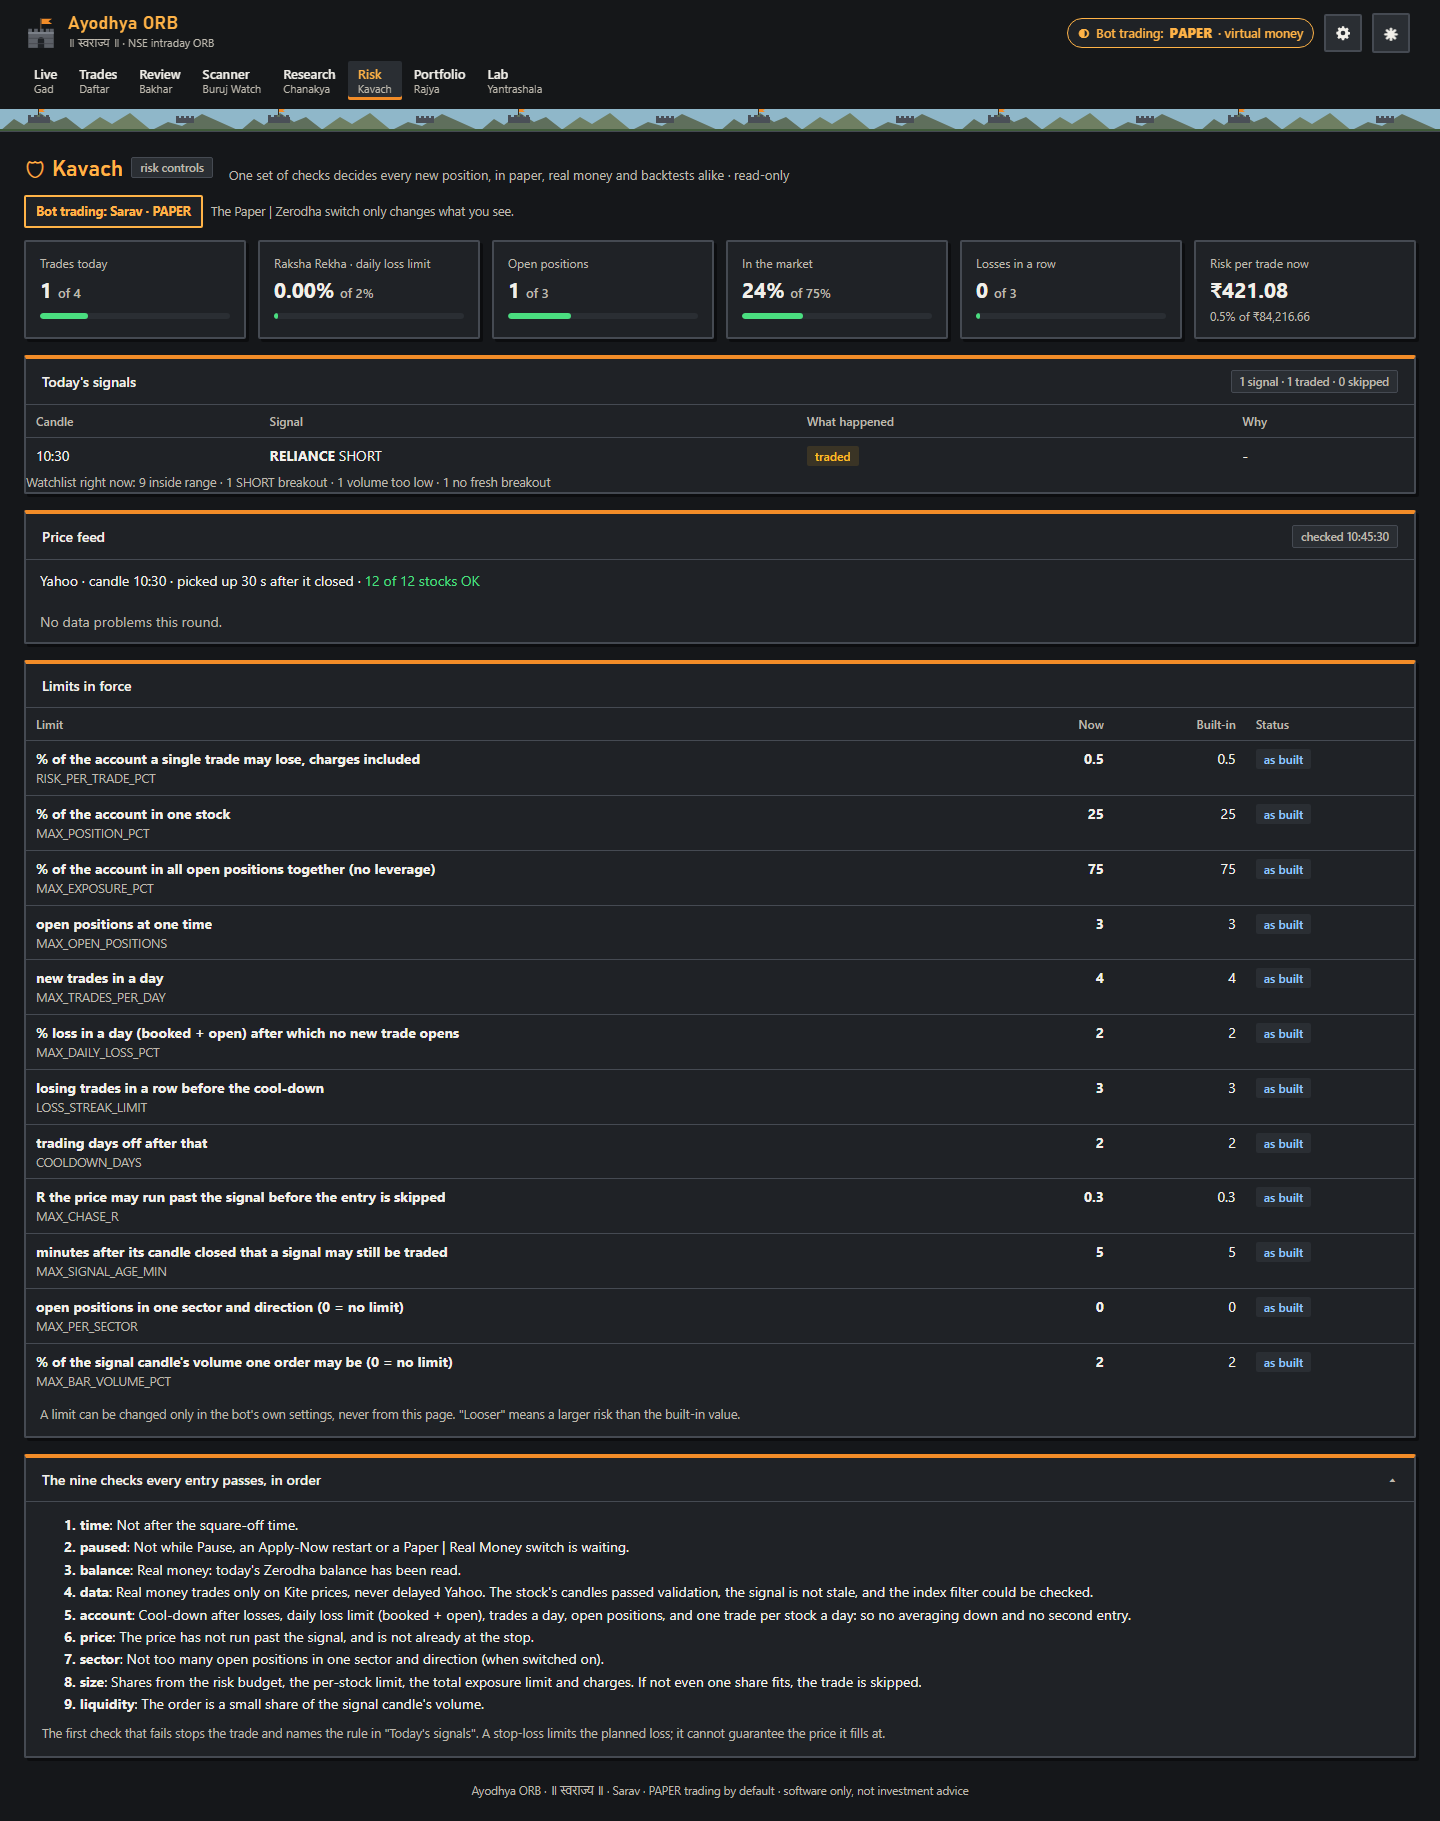 Ayodhya ORB
॥ स्वराज्य ॥ · NSE intraday ORB
Bot trading: PAPER · virtual money
Live Trades Review Scanner Research Risk Portfolio Lab
Gad Daftar Bakhar Buruj Watch Chanakya Kavach Rajya Yantrashala
Kavach risk controls One set of checks decides every new position, in paper, real money and backtests alike · read-only
Bot trading: Sarav · PAPER The Paper | Zerodha switch only changes what you see.
Trades today
1 of 4
Raksha Rekha · daily loss limit
0.00% of 2%
Open positions
1 of 3
In the market
24% of 75%
Losses in a row
0 of 3
Risk per trade now
₹421.08
0.5% of ₹84,216.66
Today's signals 1 signal · 1 traded · 0 skipped
Candle Signal What happened Why
10:30 RELIANCE SHORT traded -
Watchlist right now: 9 inside range · 1 SHORT breakout · 1 volume too low · 1 no fresh breakout
Price feed checked 10:45:30
Yahoo · candle 10:30 · picked up 30 s after it closed · 12 of 12 stocks OK
No data problems this round.
Limits in force
Limit Now Built-in Status
% of the account a single trade may lose, charges included 0.5 0.5 as built
RISK_PER_TRADE_PCT
% of the account in one stock 25 25 as built
MAX_POSITION_PCT
% of the account in all open positions together (no leverage) 75 75 as built
MAX_EXPOSURE_PCT
open positions at one time 3 3 as built
MAX_OPEN_POSITIONS
new trades in a day 4 4 as built
MAX_TRADES_PER_DAY
% loss in a day (booked + open) after which no new trade opens 2 2 as built
MAX_DAILY_LOSS_PCT
losing trades in a row before the cool-down 3 3 as built
LOSS_STREAK_LIMIT
trading days off after that 2 2 as built
COOLDOWN_DAYS
R the price may run past the signal before the entry is skipped 0.3 0.3 as built
MAX_CHASE_R
minutes after its candle closed that a signal may still be traded 5 5 as built
MAX_SIGNAL_AGE_MIN
open positions in one sector and direction (0 = no limit) 0 0 as built
MAX_PER_SECTOR
% of the signal candle's volume one order may be (0 = no limit) 2 2 as built
MAX_BAR_VOLUME_PCT
A limit can be changed only in the bot's own settings, never from this page. "Looser" means a larger risk than the built-in value.
The nine checks every entry passes, in order
1. time: Not after the square-off time.
2. paused: Not while Pause, an Apply-Now restart or a Paper | Real Money switch is waiting.
3. balance: Real money: today's Zerodha balance has been read.
4. data: Real money trades only on Kite prices, never delayed Yahoo. The stock's candles passed validation, the signal is not stale, and the index filter could be checked.
5. account: Cool-down after losses, daily loss limit (booked + open), trades a day, open positions, and one trade per stock a day: so no averaging down and no second entry.
6. price: The price has not run past the signal, and is not already at the stop.
7. sector: Not too many open positions in one sector and direction (when switched on).
8. size: Shares from the risk budget, the per-stock limit, the total exposure limit and charges. If not even one share fits, the trade is skipped.
9. liquidity: The order is a small share of the signal candle's volume.
The first check that fails stops the trade and names the rule in "Today's signals". A stop-loss limits the planned loss; it cannot guarantee the price it fills at.
Ayodhya ORB · ॥ स्वराज्य ॥ · Sarav · PAPER trading by default · software only, not investment advice